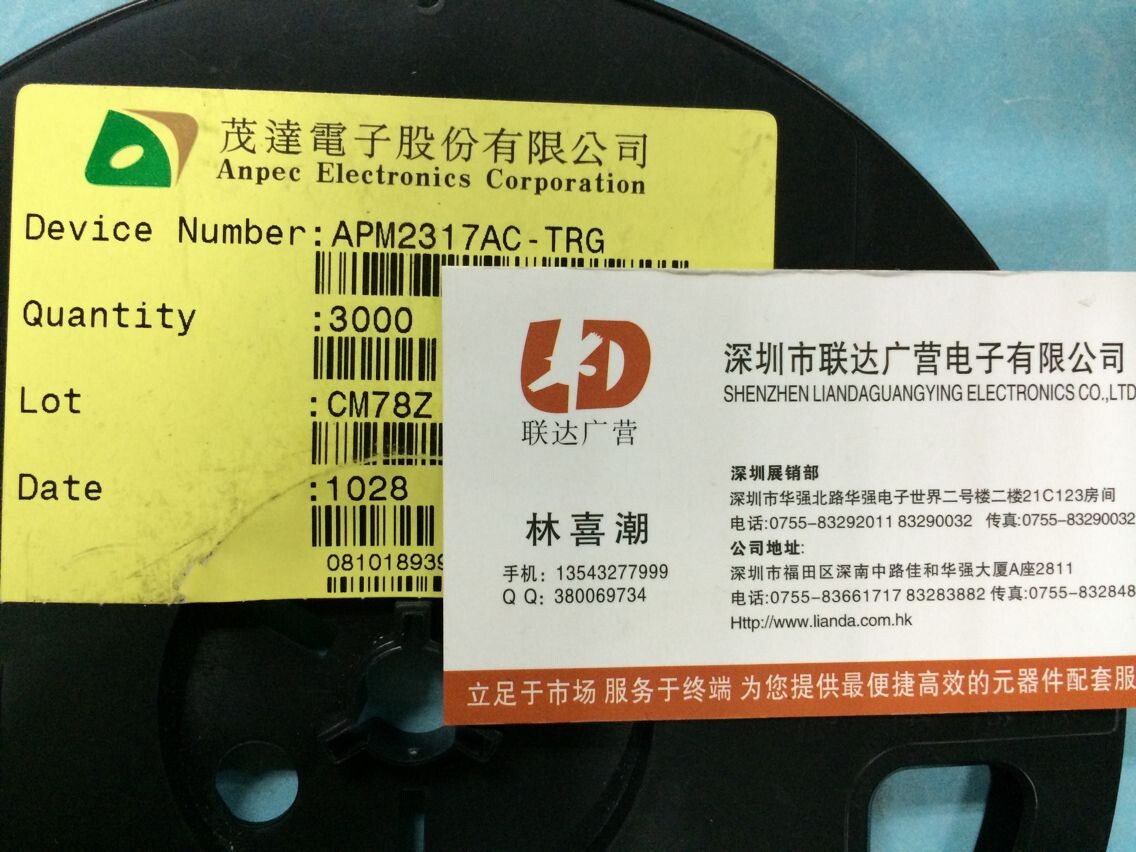 茂達電子股份有限公司
Anpec Electronics Corporation
Device Number:APM2317AC-TRG
Quantity :3000
Lot :CM78Z
Date :1028
08101893
联达广营
深圳市联达广营电子有限公司
SHENZHEN LIANDAGUANGYING ELECTRONICS CO.,LTD
林喜潮
手机：13543277999
Q Q：380069734
深圳展销部
深圳市华强北路华强电子世界二号楼二楼21C123房间
电话:0755-83292011 83290032 传真:0755-83290032
公司地址:
深圳市福田区深南中路佳和华强大厦A座2811
电话:0755-83661717 83283882 传真:0755-832848
Http://www.lianda.com.hk
立足于市场 服务于终端 为您提供最便捷高效的元器件配套服